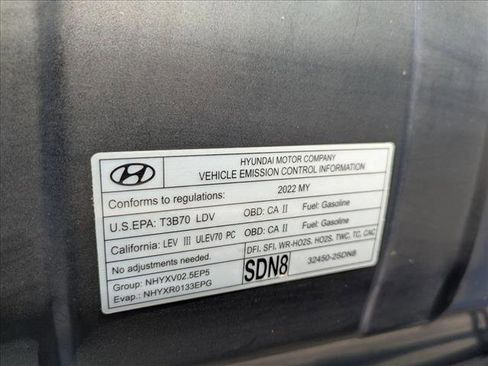 HYUNDAI MOTOR COMPANY
VEHICLE EMISSION CONTROL INFORMATION
Conforms to regulations: 2022 MY
U.S.EPA: T3B70 LDV OBD: CA II Fuel: Gasoline
California: LEV III ULEV70 PC OBD: CA II Fuel: Gasoline
No adjustments needed. DFI, SFI, WR-HO2S, HO2S, TWC, TC, CAC
Group: NHYXV02.5EP5 SDN8 32450-2SDN8
Evap.: NHYXR0133EPG